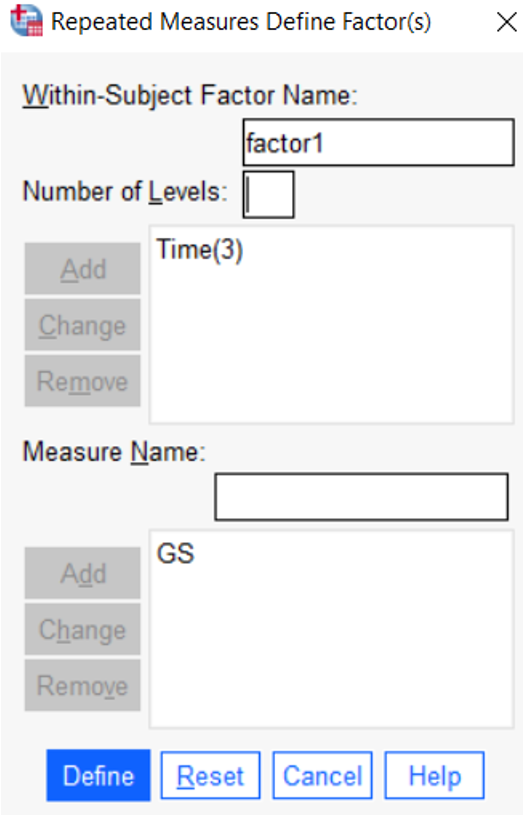 Repeated Measures Define Factor(s)
Within-Subject Factor Name:
factor1
Number of Levels:
Add
Change
Remove
Time(3)
Measure Name:
Add
Change
Remove
GS
Define Reset Cancel Help